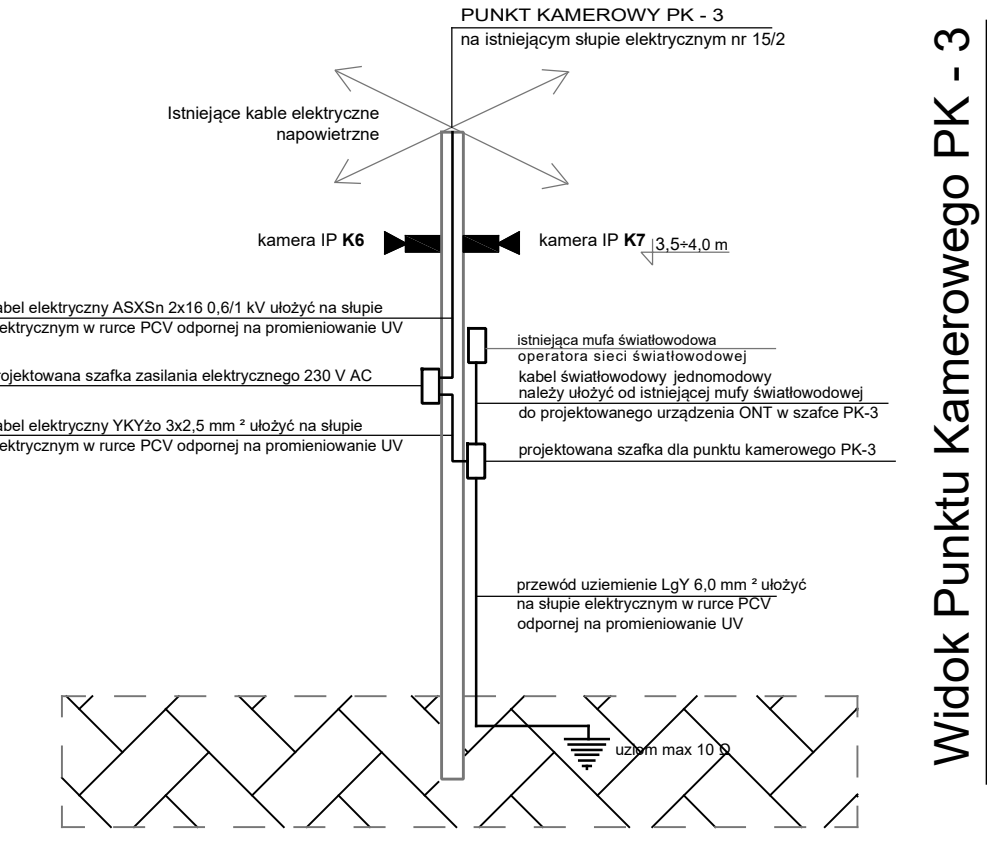 PUNKT KAMEROWY PK - 3
na istniejącym słupie elektrycznym nr 15/2
Istniejące kable elektryczne
napowietrzne
kamera IP K6
kamera IP K7
3,5÷4,0 m
abel elektryczny ASXSn 2x16 0,6/1 kV ułożyć na słupie
ektrycznym w rurce PCV odpornej na promieniowanie UV
istniejąca mufa światłowodowa
operatora sieci światłowodowej
rojektowana szafka zasilania elektrycznego 230 V AC
kabel światłowodowy jednomodowy
należy ułożyć od istniejącej mufy światłowodowej
do projektowanego urządzenia ONT w szafce PK-3
abel elektryczny YKYżo 3x2,5 mm ² ułożyć na słupie
ektrycznym w rurce PCV odpornej na promieniowanie UV
projektowana szafka dla punktu kamerowego PK-3
przewód uziemienie LgY 6,0 mm ² ułożyć
na słupie elektrycznym w rurce PCV
odpornej na promieniowanie UV
uziom max 10 Ω
Widok Punktu Kamerowego PK - 3